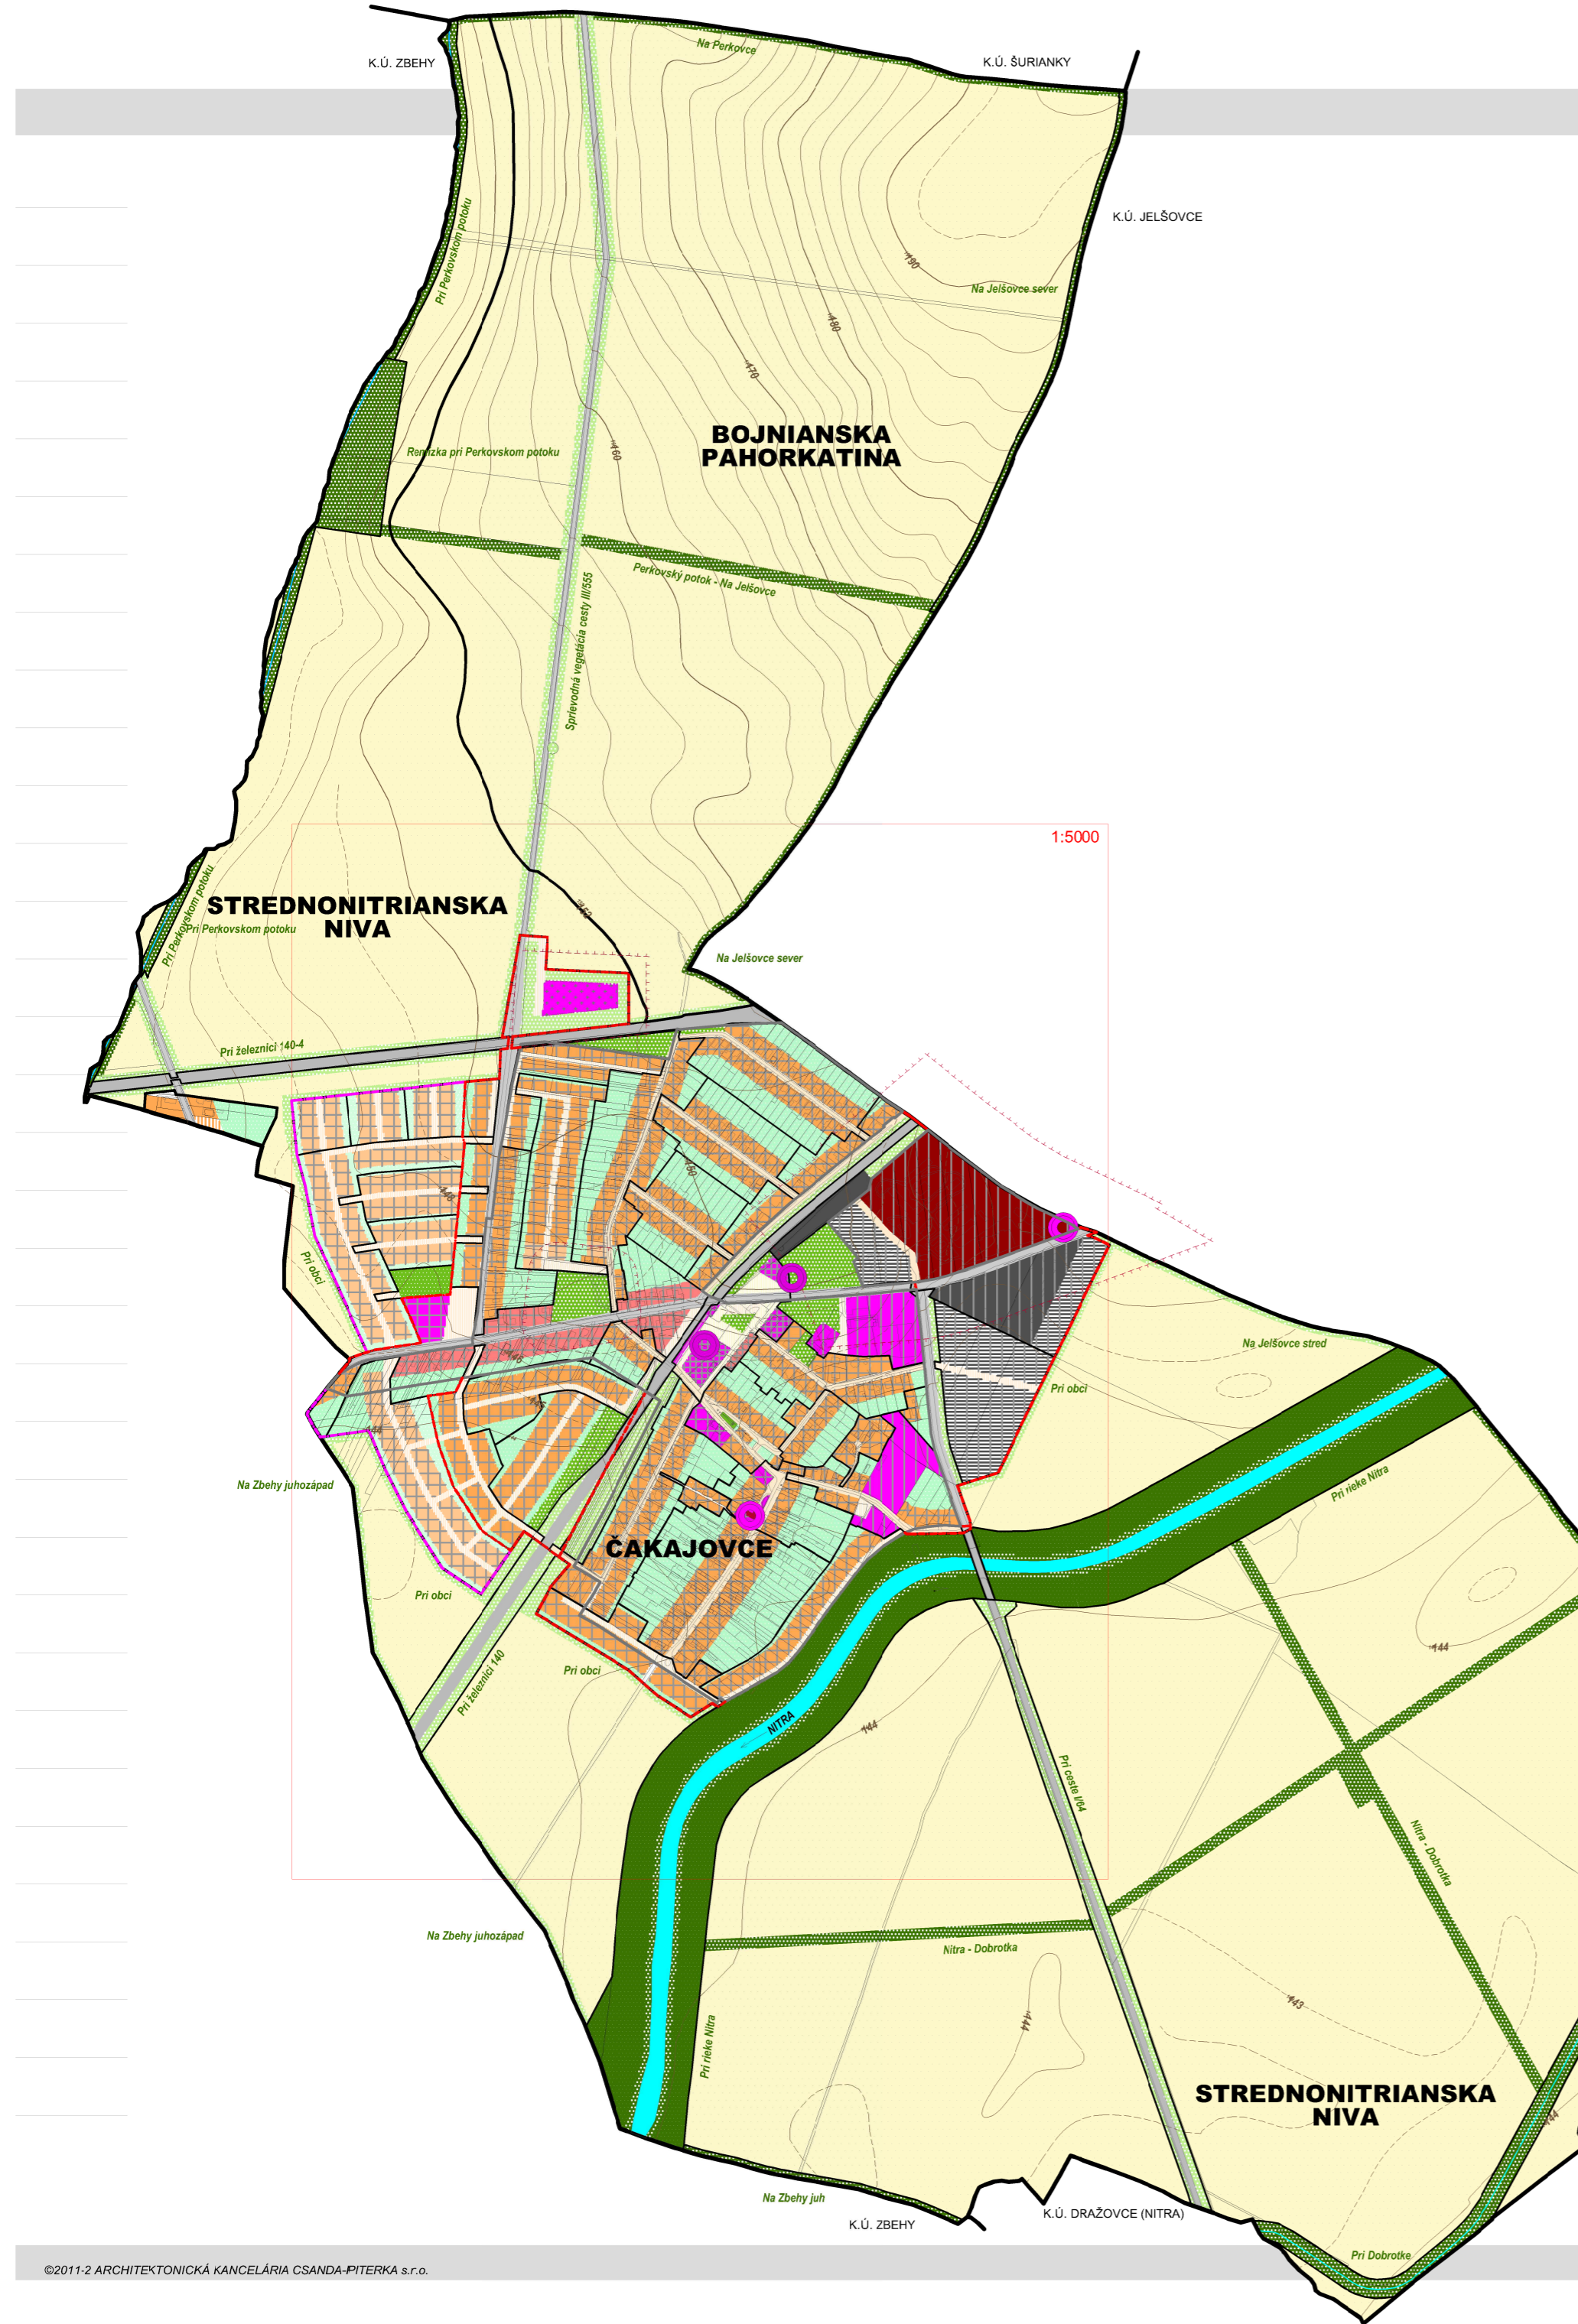 Na Perkovce
K.Ú. ZBEHY
K.Ú. ŠURIANKY
K.Ú. JELŠOVCE
Pri Perkovskom potoku
190
Na Jelšovce sever
180
170
BOJNIANSKA
PAHORKATINA
Remízka pri Perkovskom potoku
160
Perkovský potok - Na Jelšovce
Sprievodná vegetácia cesty III/555
1:5000
Pri Perkovskom potoku
STREDNONITRIANSKA
NIVA
Pri Perkovskom potoku
Na Jelšovce sever
Pri železnici 140-4
150
148
Pri obci
Na Jelšovce stred
Pri obci
144
Na Zbehy juhozápad
Pri rieke Nitra
ČAKAJOVCE
Pri obci
144
Pri obci
Pri železnici 140
NITRA
144
Pri ceste I/64
Nitra - Dobrotka
Na Zbehy juhozápad
Nitra - Dobrotka
143
144
Pri rieke Nitra
STREDNONITRIANSKA
NIVA
144
Na Zbehy juh
K.Ú. ZBEHY
K.Ú. DRAŽOVCE (NITRA)
Pri Dobrotke
©2011-2 ARCHITEKTONICKÁ KANCELÁRIA CSANDA-PITERKA s.r.o.